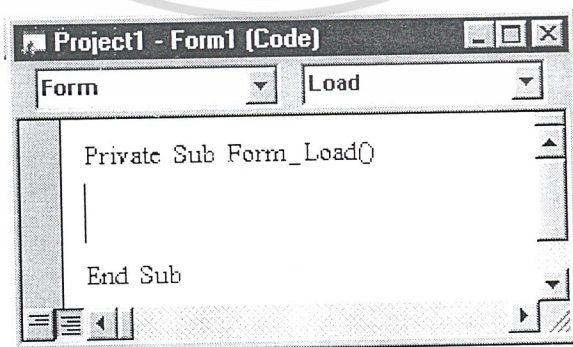 Project1 - Form1 (Code)
Form Load
Private Sub Form_Load()
End Sub